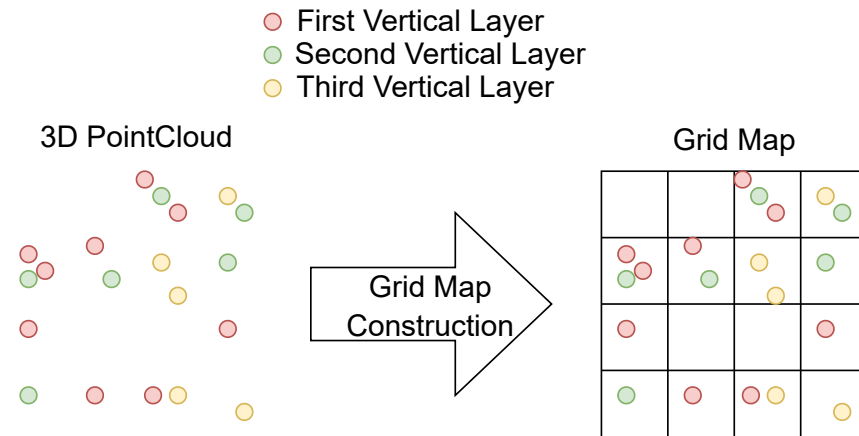 First Vertical Layer
Second Vertical Layer
Third Vertical Layer
3D PointCloud
Grid Map
Grid Map
Construction